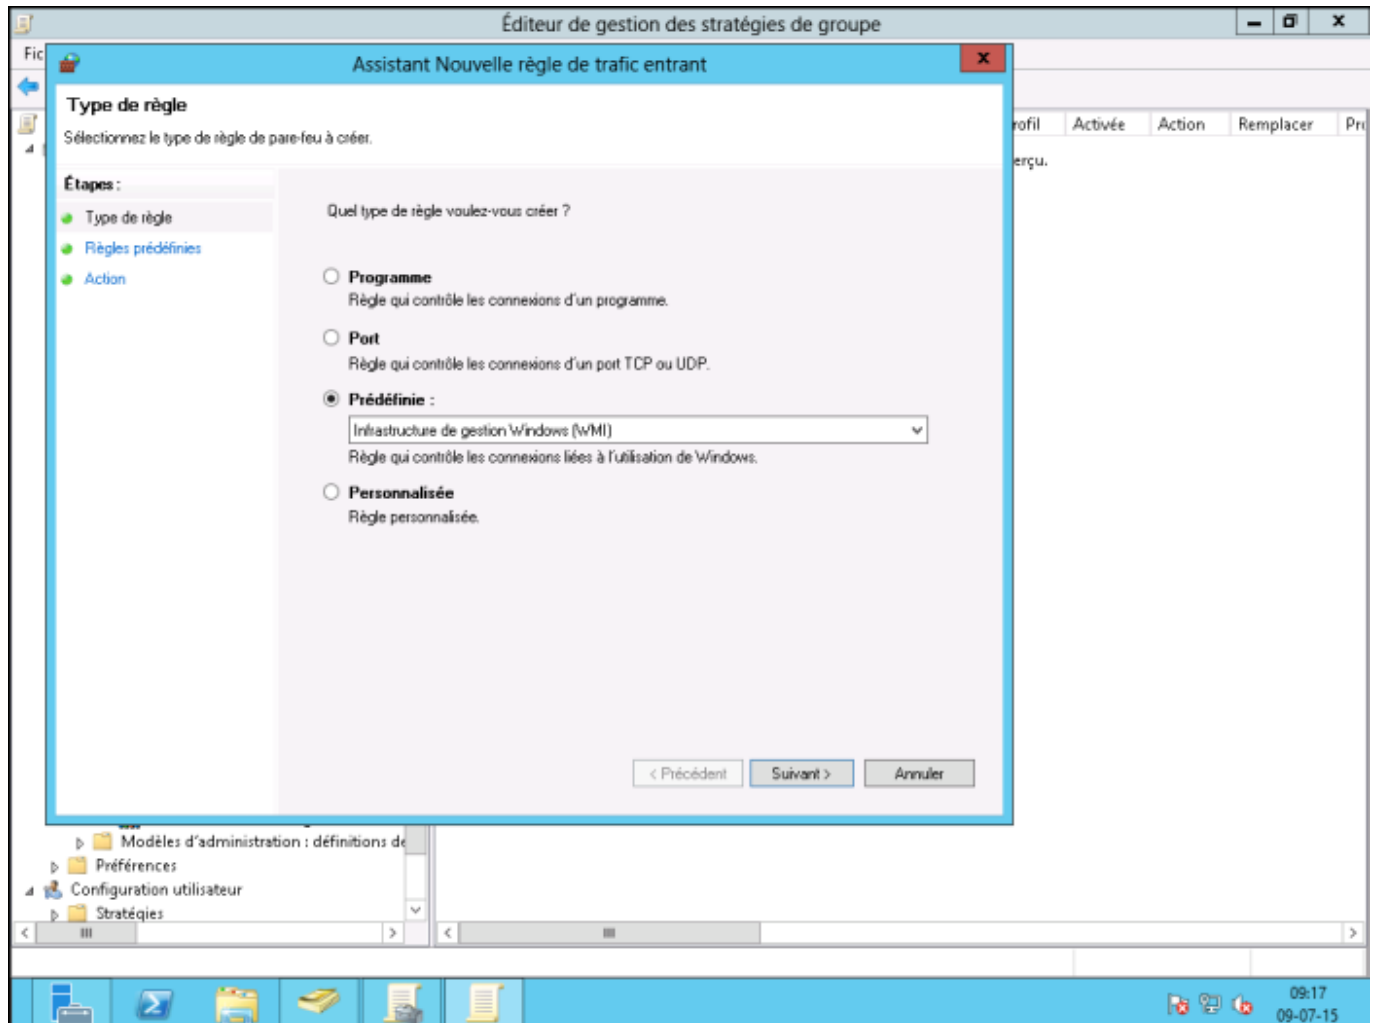 Éditeur de gestion des stratégies de groupe
Fic
Assistant Nouvelle règle de trafic entrant
Type de règle
Sélectionnez le type de règle de pare-feu à créer.
rofil Activée Action Remplacer Pr
erçu.
Étapes :
Type de règle
Règles prédéfinies
Action
Quel type de règle voulez-vous créer ?
Programme
Règle qui contrôle les connexions d'un programme.
Port
Règle qui contrôle les connexions d'un port TCP ou UDP.
Prédéfinie :
Infrastructure de gestion Windows (WMI)
Règle qui contrôle les connexions liées à l'utilisation de Windows.
Personnalisée
Règle personnalisée.
< Précédent Suivant > Annuler
Modèles d'administration : définitions de
Préférences
Configuration utilisateur
Stratégies
09:17
09-07-15